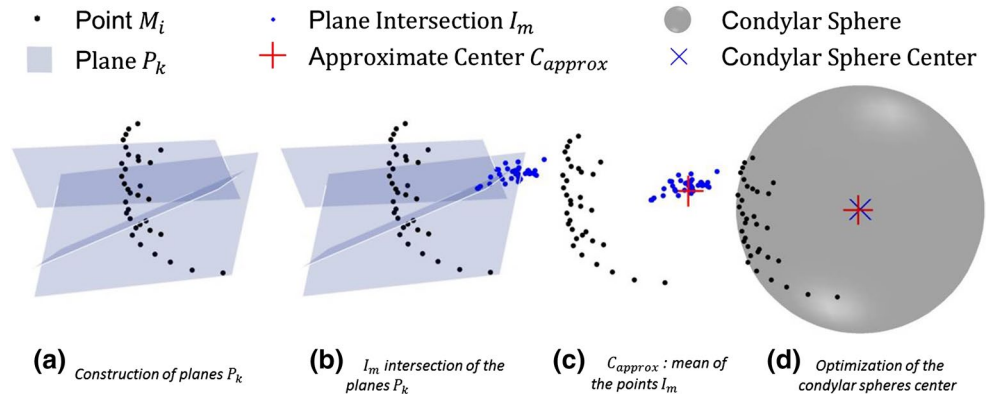 Point M_i
Plane Intersection I_m
Condylar Sphere
Plane P_k
Approximate Center C_approx
Condylar Sphere Center
(a) Construction of planes P_k
(b) I_m intersection of the
planes P_k
(c) C_approx : mean of
the points I_m
(d) Optimization of the
condylar spheres center